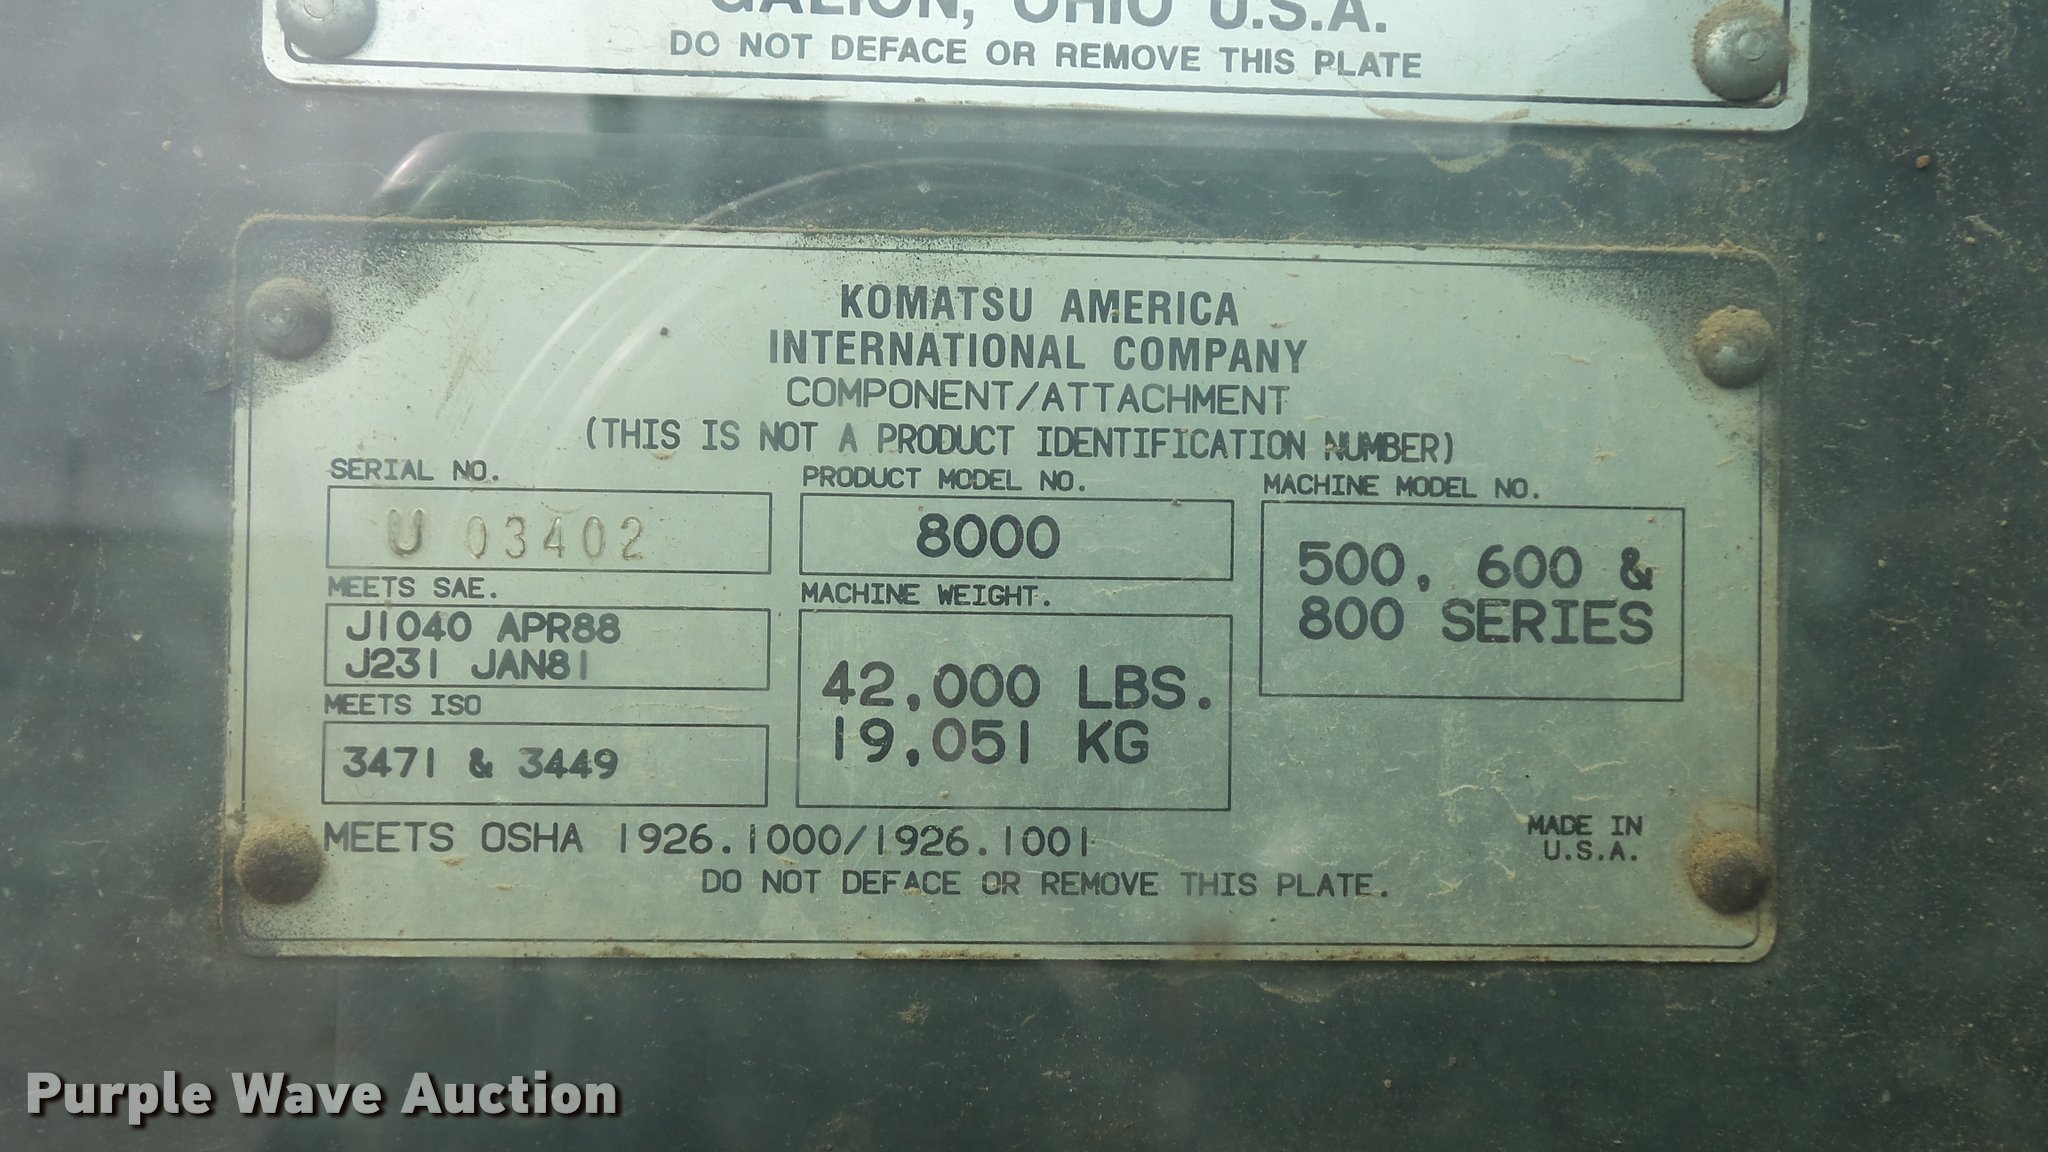 GALION, OHIO U.S.A.
DO NOT DEFACE OR REMOVE THIS PLATE
KOMATSU AMERICA
INTERNATIONAL COMPANY
COMPONENT/ATTACHMENT
(THIS IS NOT A PRODUCT IDENTIFICATION NUMBER)
SERIAL NO.
U 03402
PRODUCT MODEL NO.
8000
MACHINE MODEL NO.
500, 600 &
800 SERIES
MEETS SAE.
J1040 APR88
J231 JAN81
MACHINE WEIGHT.
42,000 LBS.
19,051 KG
MEETS ISO
3471 & 3449
MEETS OSHA 1926.1000/1926.1001
MADE IN
U.S.A.
DO NOT DEFACE OR REMOVE THIS PLATE.
Purple Wave Auction